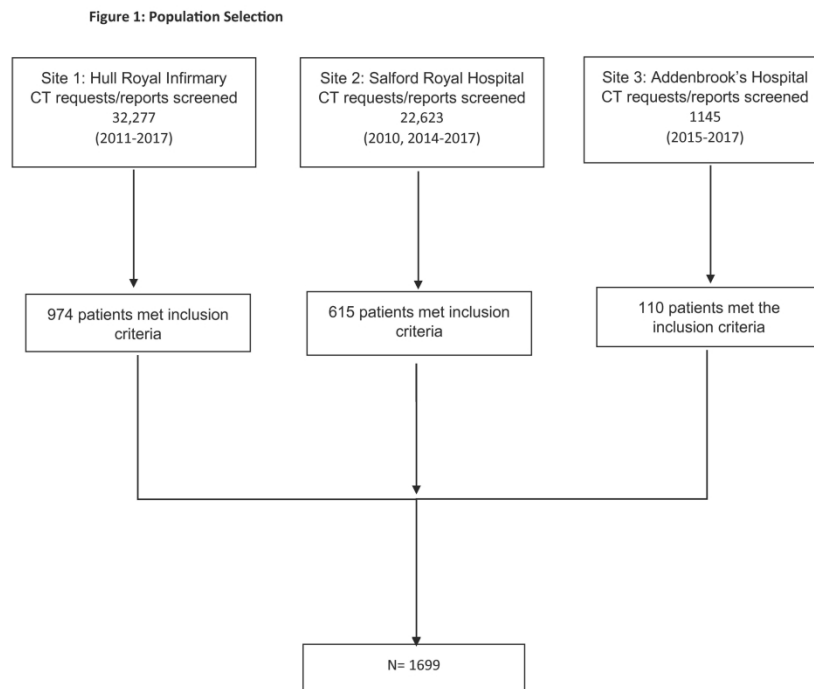 Figure 1: Population Selection
Site 1: Hull Royal Infirmary
CT requests/reports screened
32,277
(2011-2017)
Site 2: Salford Royal Hospital
CT requests/reports screened
22,623
(2010, 2014-2017)
Site 3: Addenbrook's Hospital
CT requests/reports screened
1145
(2015-2017)
974 patients met inclusion
criteria
615 patients met inclusion
criteria
110 patients met the
inclusion criteria
N= 1699